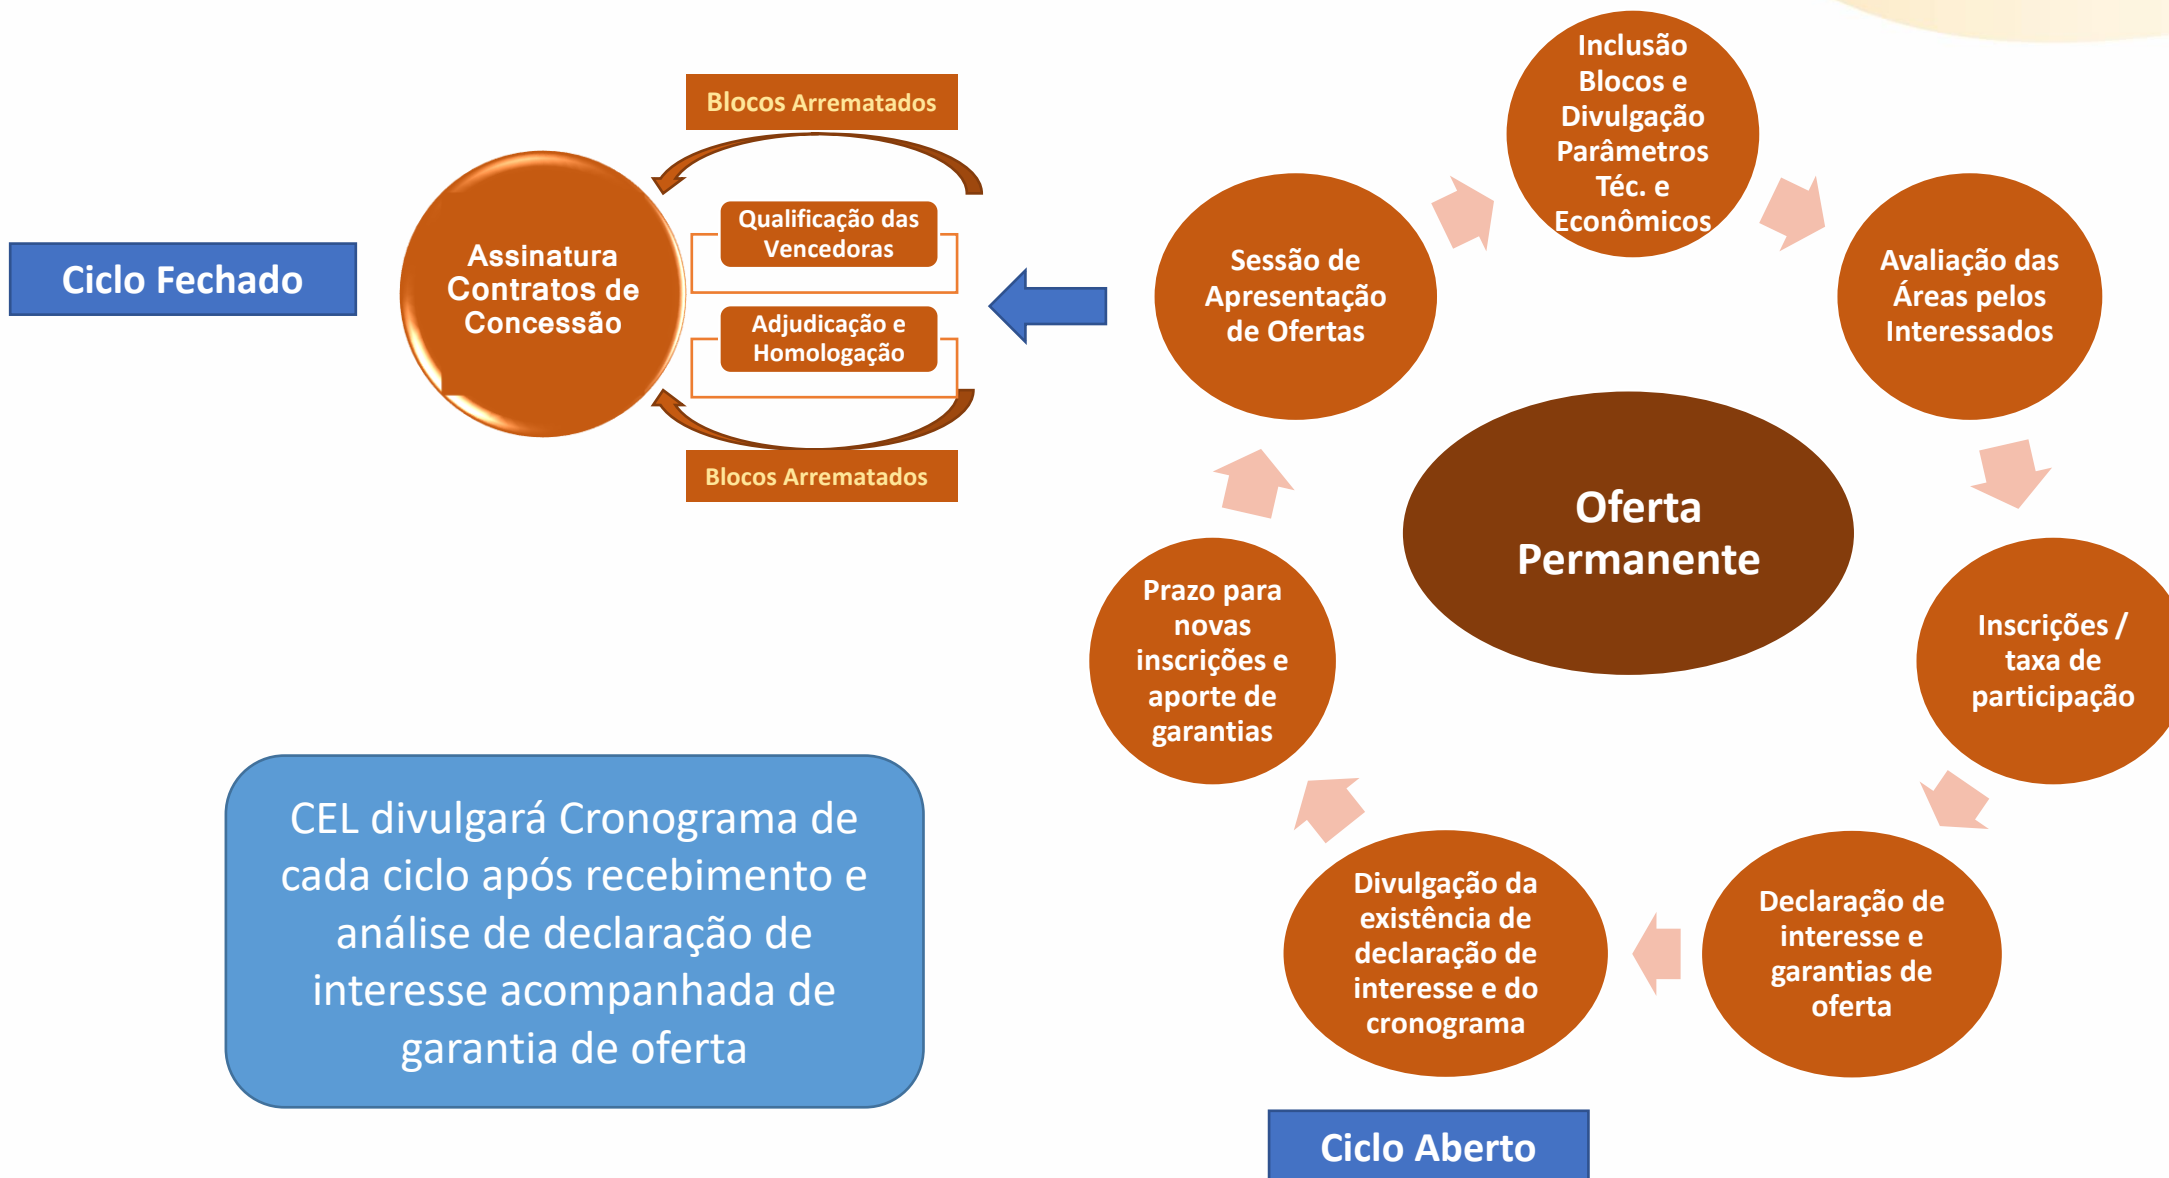 Blocos Arrematados
Ciclo Fechado
Assinatura
Contratos de
Concessão
Qualificação das
Vencedoras
Adjudicação e
Homologação
Blocos Arrematados
Inclusão
Blocos e
Divulgação
Parâmetros
Téc. e
Econômicos
Avaliação das
Áreas pelos
Interessados
Inscrições /
taxa de
participação
Declaração de
interesse e
garantias de
oferta
Divulgação da
existência de
declaração de
interesse e do
cronograma
Prazo para
novas
inscrições e
aporte de
garantias
Sessão de
Apresentação
de Ofertas
Oferta
Permanente
CEL divulgará Cronograma de
cada ciclo após recebimento e
análise de declaração de
interesse acompanhada de
garantia de oferta
Ciclo Aberto